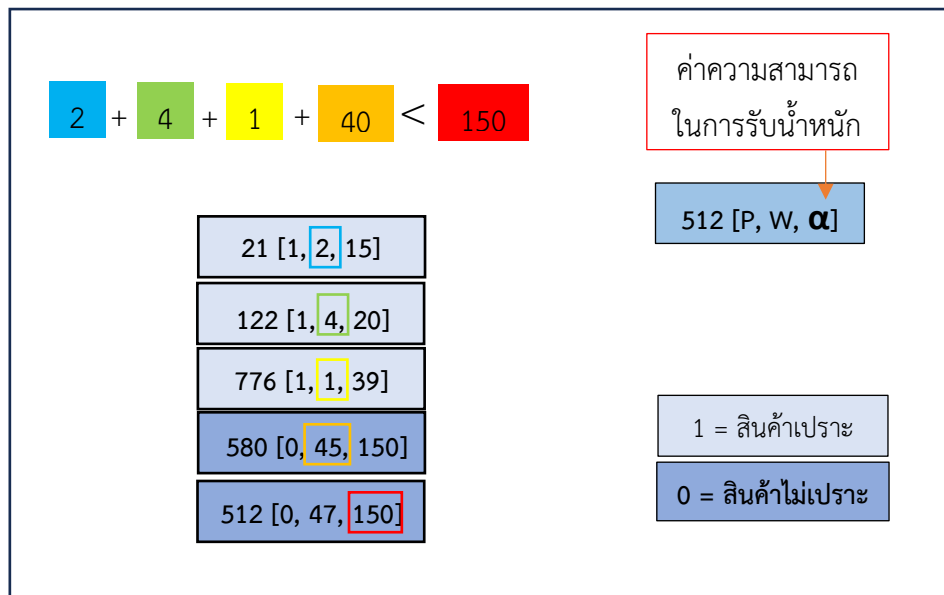 2 + 4 + 1 + 40 < 150
ค่าความสามารถ
ในการรับน้ำหนัก
512 [P, W, α]
21 [1, 2, 15]
122 [1, 4, 20]
776 [1, 1, 39]
580 [0, 45, 150]
512 [0, 47, 150]
1 = สินค้าเปราะ
0 = สินค้าไม่เปราะ